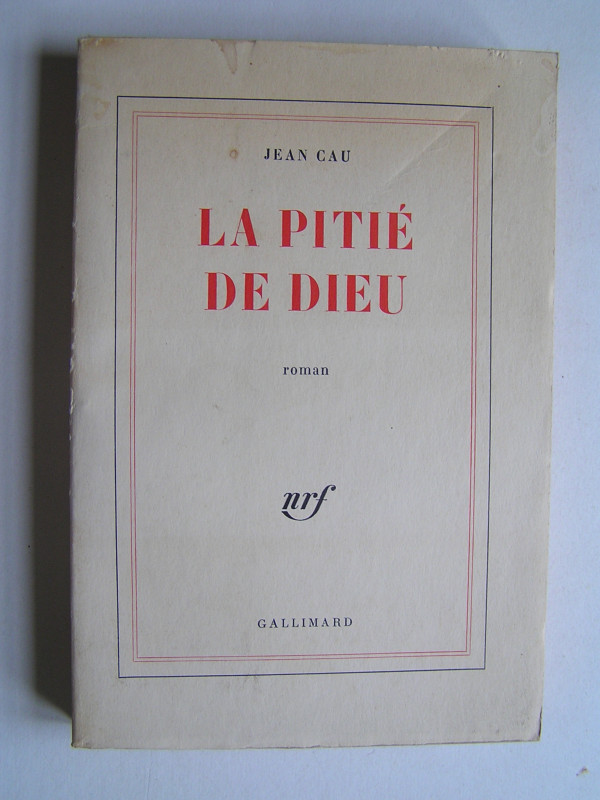 JEAN CAU
LA PITIÉ
DE DIEU
roman
nrf
GALLIMARD